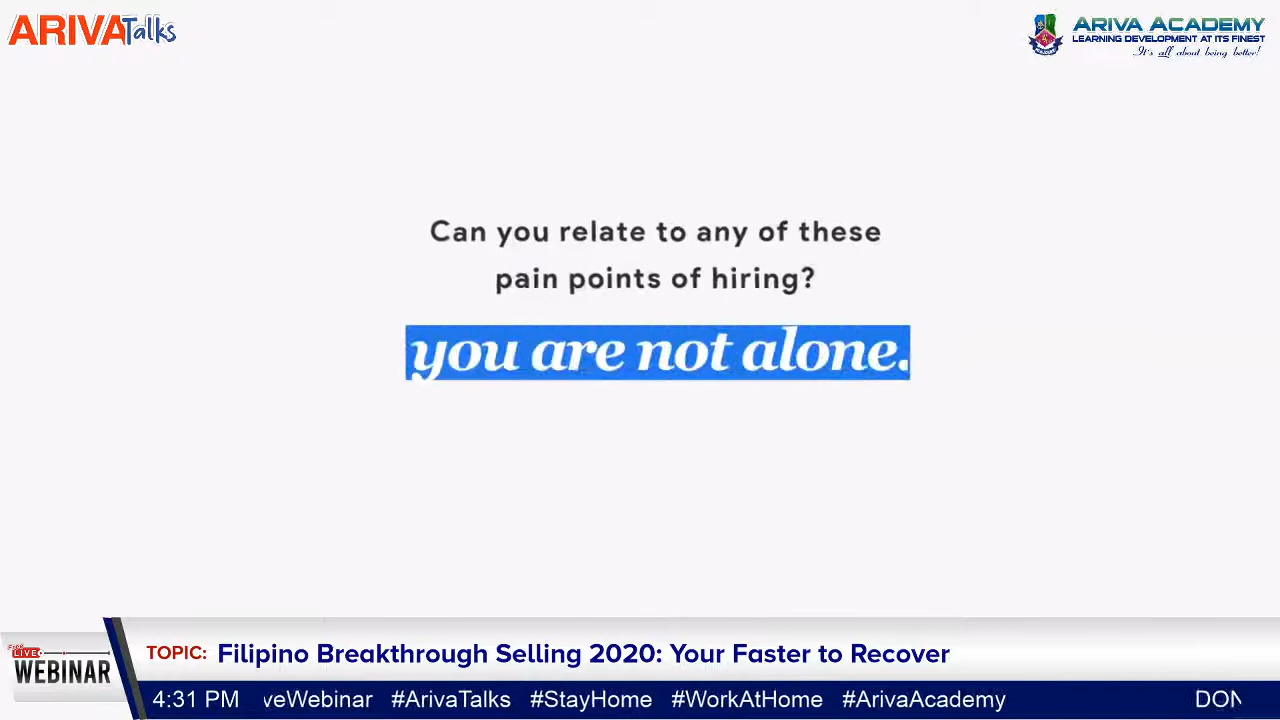 ARIVATalks
ARIVA ACADEMY
LEARNING DEVELOPMENT AT ITS FINEST
It's all about being better!
Can you relate to any of these
pain points of hiring?
you are not alone.
Free
LIVE
WEBINAR
TOPIC: Filipino Breakthrough Selling 2020: Your Faster to Recover
4:31 PM veWebinar #ArivaTalks #StayHome #WorkAtHome #ArivaAcademy DON